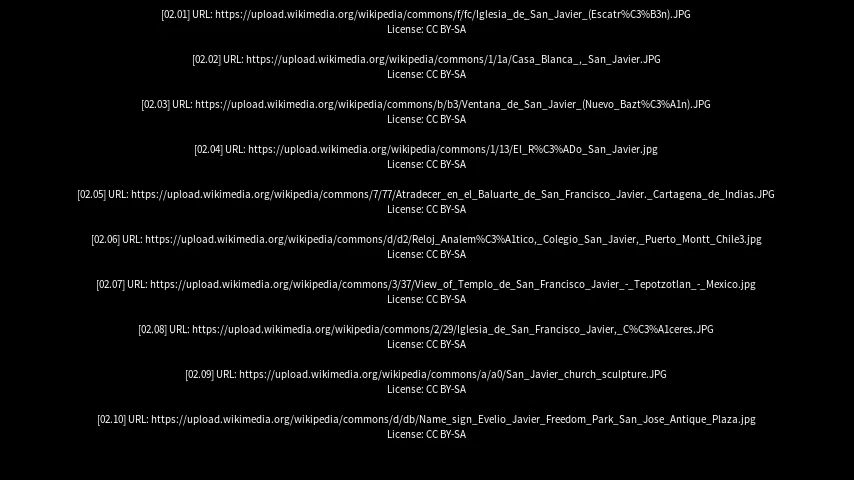 [02.01] URL: https://upload.wikimedia.org/wikipedia/commons/f/fc/Iglesia_de_San_Javier_(Escatr%C3%B3n).JPG
License: CC BY-SA
[02.02] URL: https://upload.wikimedia.org/wikipedia/commons/1/1a/Casa_Blanca_,_San_Javier.JPG
License: CC BY-SA
[02.03] URL: https://upload.wikimedia.org/wikipedia/commons/b/b3/Ventana_de_San_Javier_(Nuevo_Bazt%C3%A1n).JPG
License: CC BY-SA
[02.04] URL: https://upload.wikimedia.org/wikipedia/commons/1/13/El_R%C3%ADo_San_Javier.jpg
License: CC BY-SA
[02.05] URL: https://upload.wikimedia.org/wikipedia/commons/7/77/Atradecer_en_el_Baluarte_de_San_Francisco_Javier._Cartagena_de_Indias.JPG
License: CC BY-SA
[02.06] URL: https://upload.wikimedia.org/wikipedia/commons/d/d2/Reloj_Analem%C3%A1tico,_Colegio_San_Javier,_Puerto_Montt_Chile3.jpg
License: CC BY-SA
[02.07] URL: https://upload.wikimedia.org/wikipedia/commons/3/37/View_of_Templo_de_San_Francisco_Javier_-_Tepotzotlan_-_Mexico.jpg
License: CC BY-SA
[02.08] URL: https://upload.wikimedia.org/wikipedia/commons/2/29/Iglesia_de_San_Francisco_Javier,_C%C3%A1ceres.JPG
License: CC BY-SA
[02.09] URL: https://upload.wikimedia.org/wikipedia/commons/a/a0/San_Javier_church_sculpture.JPG
License: CC BY-SA
[02.10] URL: https://upload.wikimedia.org/wikipedia/commons/d/db/Name_sign_Evelio_Javier_Freedom_Park_San_Jose_Antique_Plaza.jpg
License: CC BY-SA